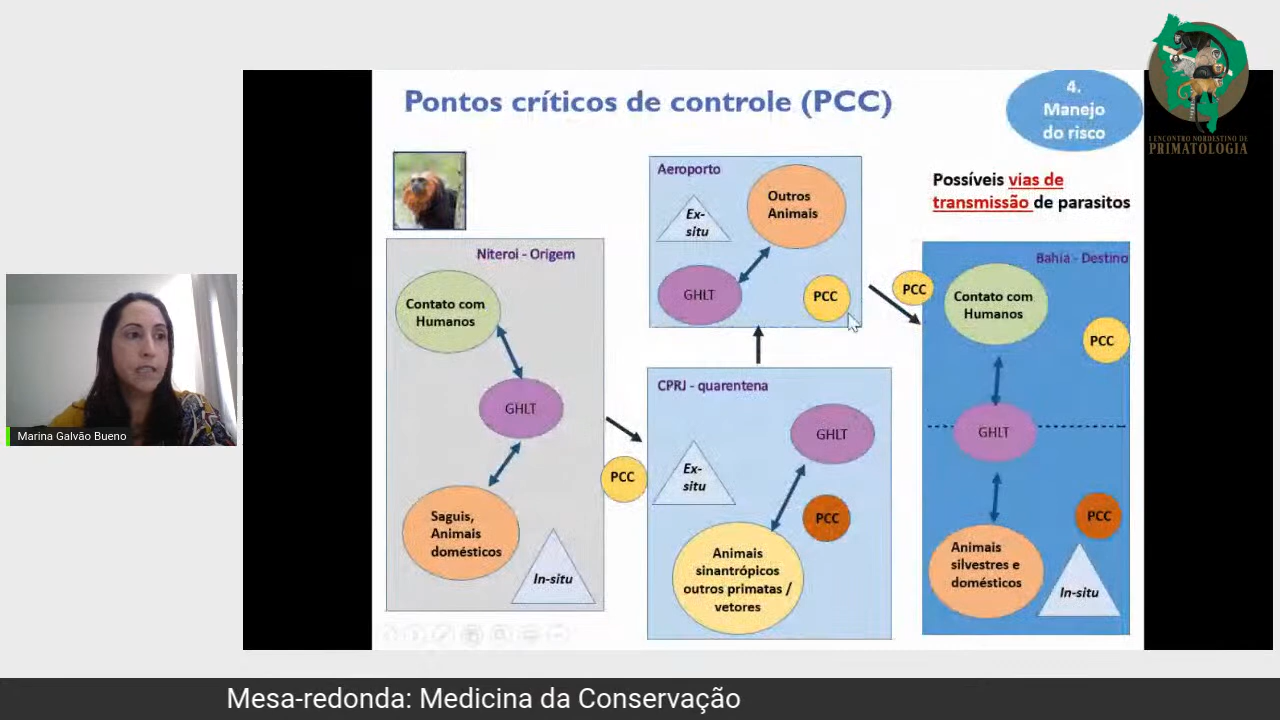 Pontos críticos de controle (PCC)
4.
Manejo
do risco
I ENCONTRO NORDESTINO DE
PRIMATOLOGIA
Possíveis vias de
transmissão de parasitos
Niteroi - Origem
Contato com
Humanos
GHLT
Saguis,
Animais
domésticos
In-situ
PCC
Aeroporto
Ex-
situ
Outros
Animais
GHLT
PCC
CPRJ - quarentena
GHLT
Ex-
situ
PCC
Animais
sinantrópicos
outros primatas /
vetores
PCC
Bahia - Destino
Contato com
Humanos
PCC
GHLT
PCC
Animais
silvestres e
domésticos
In-situ
Marina Galvão Bueno
Mesa-redonda: Medicina da Conservação